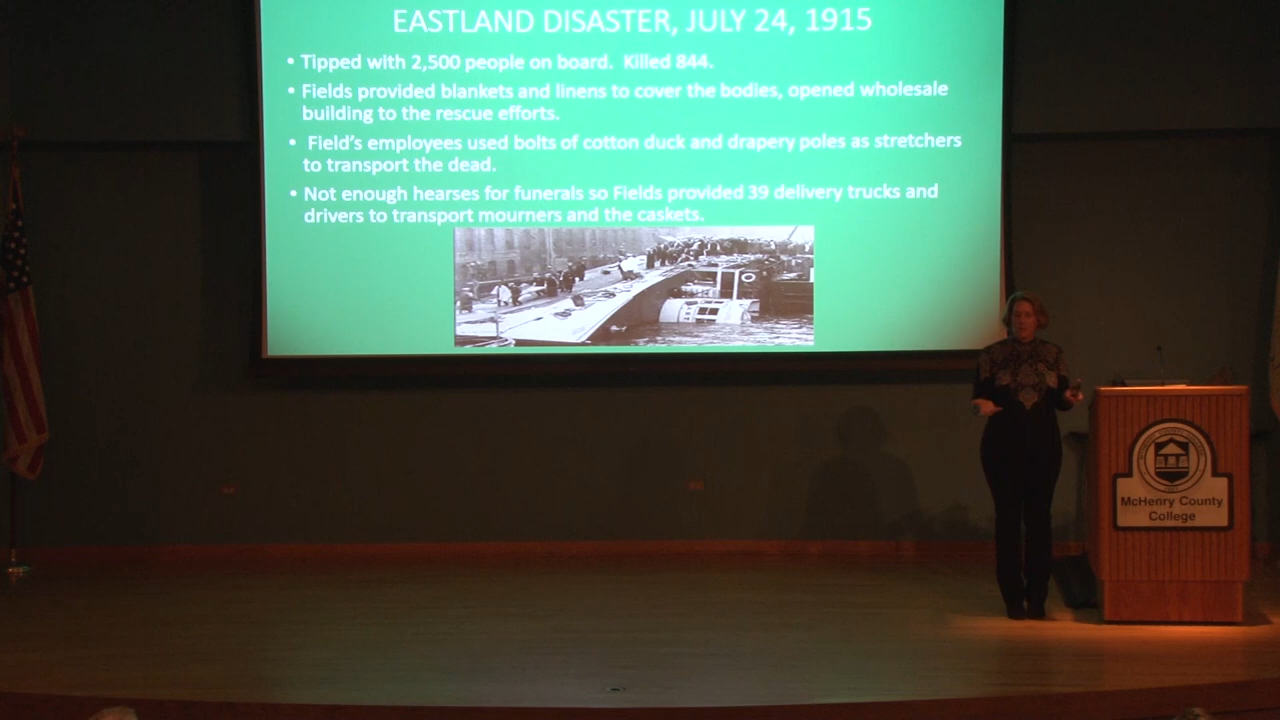 EASTLAND DISASTER, JULY 24, 1915
• Tipped with 2,500 people on board.  Killed 844.
• Fields provided blankets and linens to cover the bodies, opened wholesale
building to the rescue efforts.
• Field's employees used bolts of cotton duck and drapery poles as stretchers
to transport the dead.
• Not enough hearses for funerals so Fields provided 39 delivery trucks and
drivers to transport mourners and the caskets.
McHenry County
College